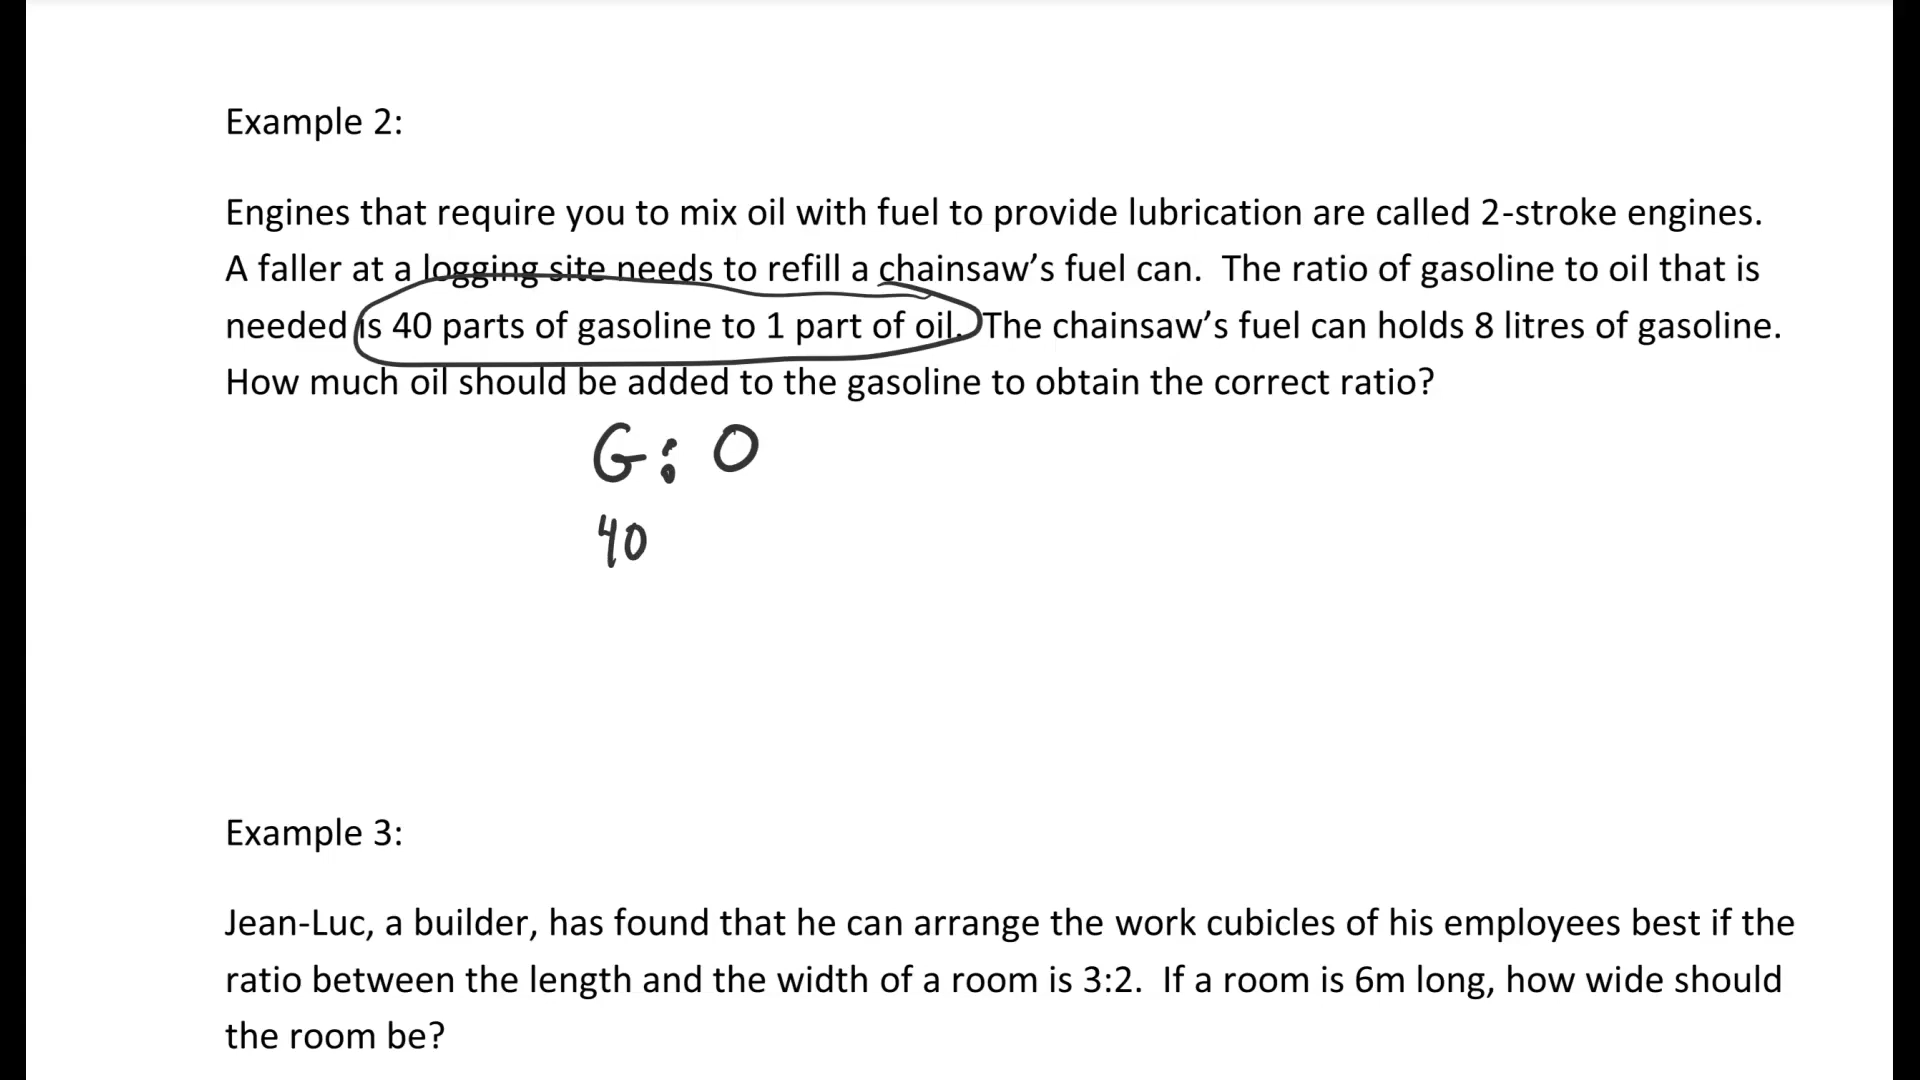 Example 2:
Engines that require you to mix oil with fuel to provide lubrication are called 2-stroke engines.
A faller at a logging site needs to refill a chainsaw’s fuel can.  The ratio of gasoline to oil that is
needed is 40 parts of gasoline to 1 part of oil.  The chainsaw’s fuel can holds 8 litres of gasoline.
How much oil should be added to the gasoline to obtain the correct ratio?
G: O
40
Example 3:
Jean-Luc, a builder, has found that he can arrange the work cubicles of his employees best if the
ratio between the length and the width of a room is 3:2.  If a room is 6m long, how wide should
the room be?